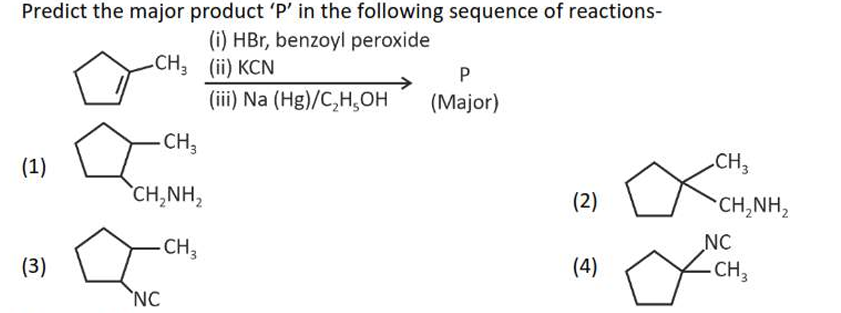 Predict the major product ‘P’ in the following sequence of reactions-
(i) HBr, benzoyl peroxide
CH₃ (ii) KCN
P
(iii) Na (Hg)/C₂H₅OH (Major)
(1) CH₃
CH₂NH₂
(2) CH₃
CH₂NH₂
(3) CH₃
NC
(4) NC
CH₃